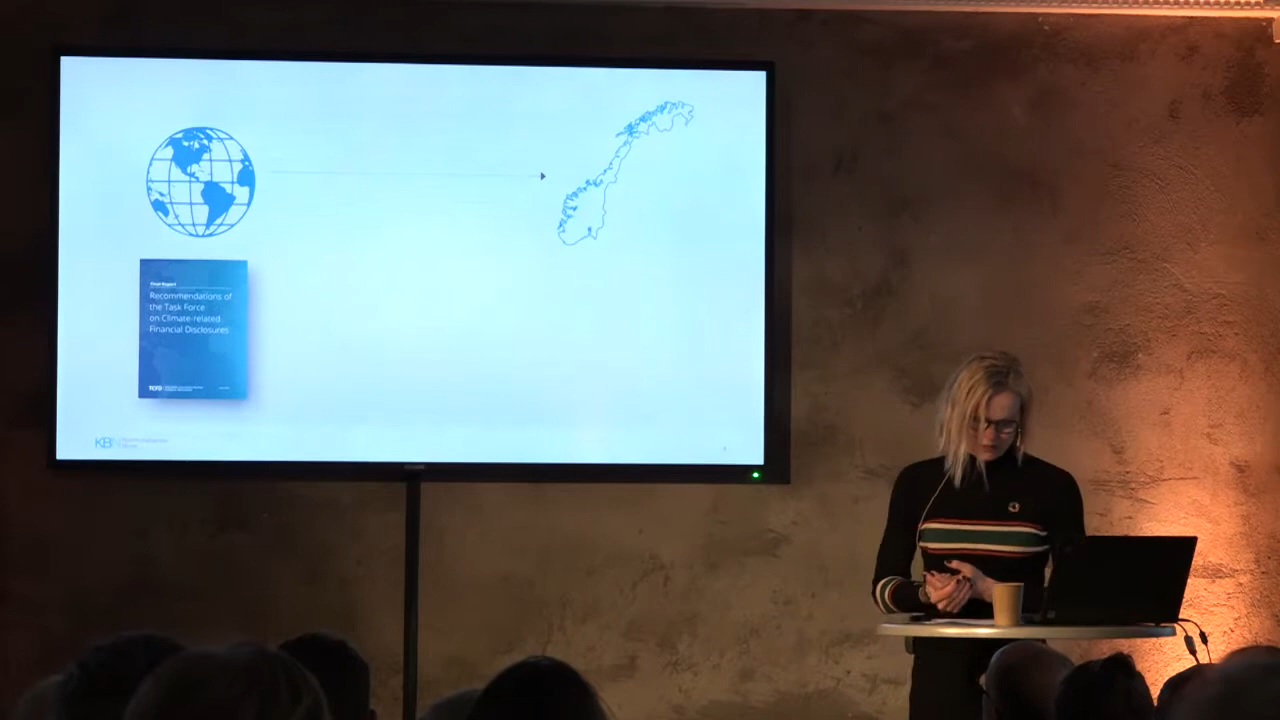 Final Report
Recommendations of
the Task Force
on Climate-related
Financial Disclosures
TCFD
KBN